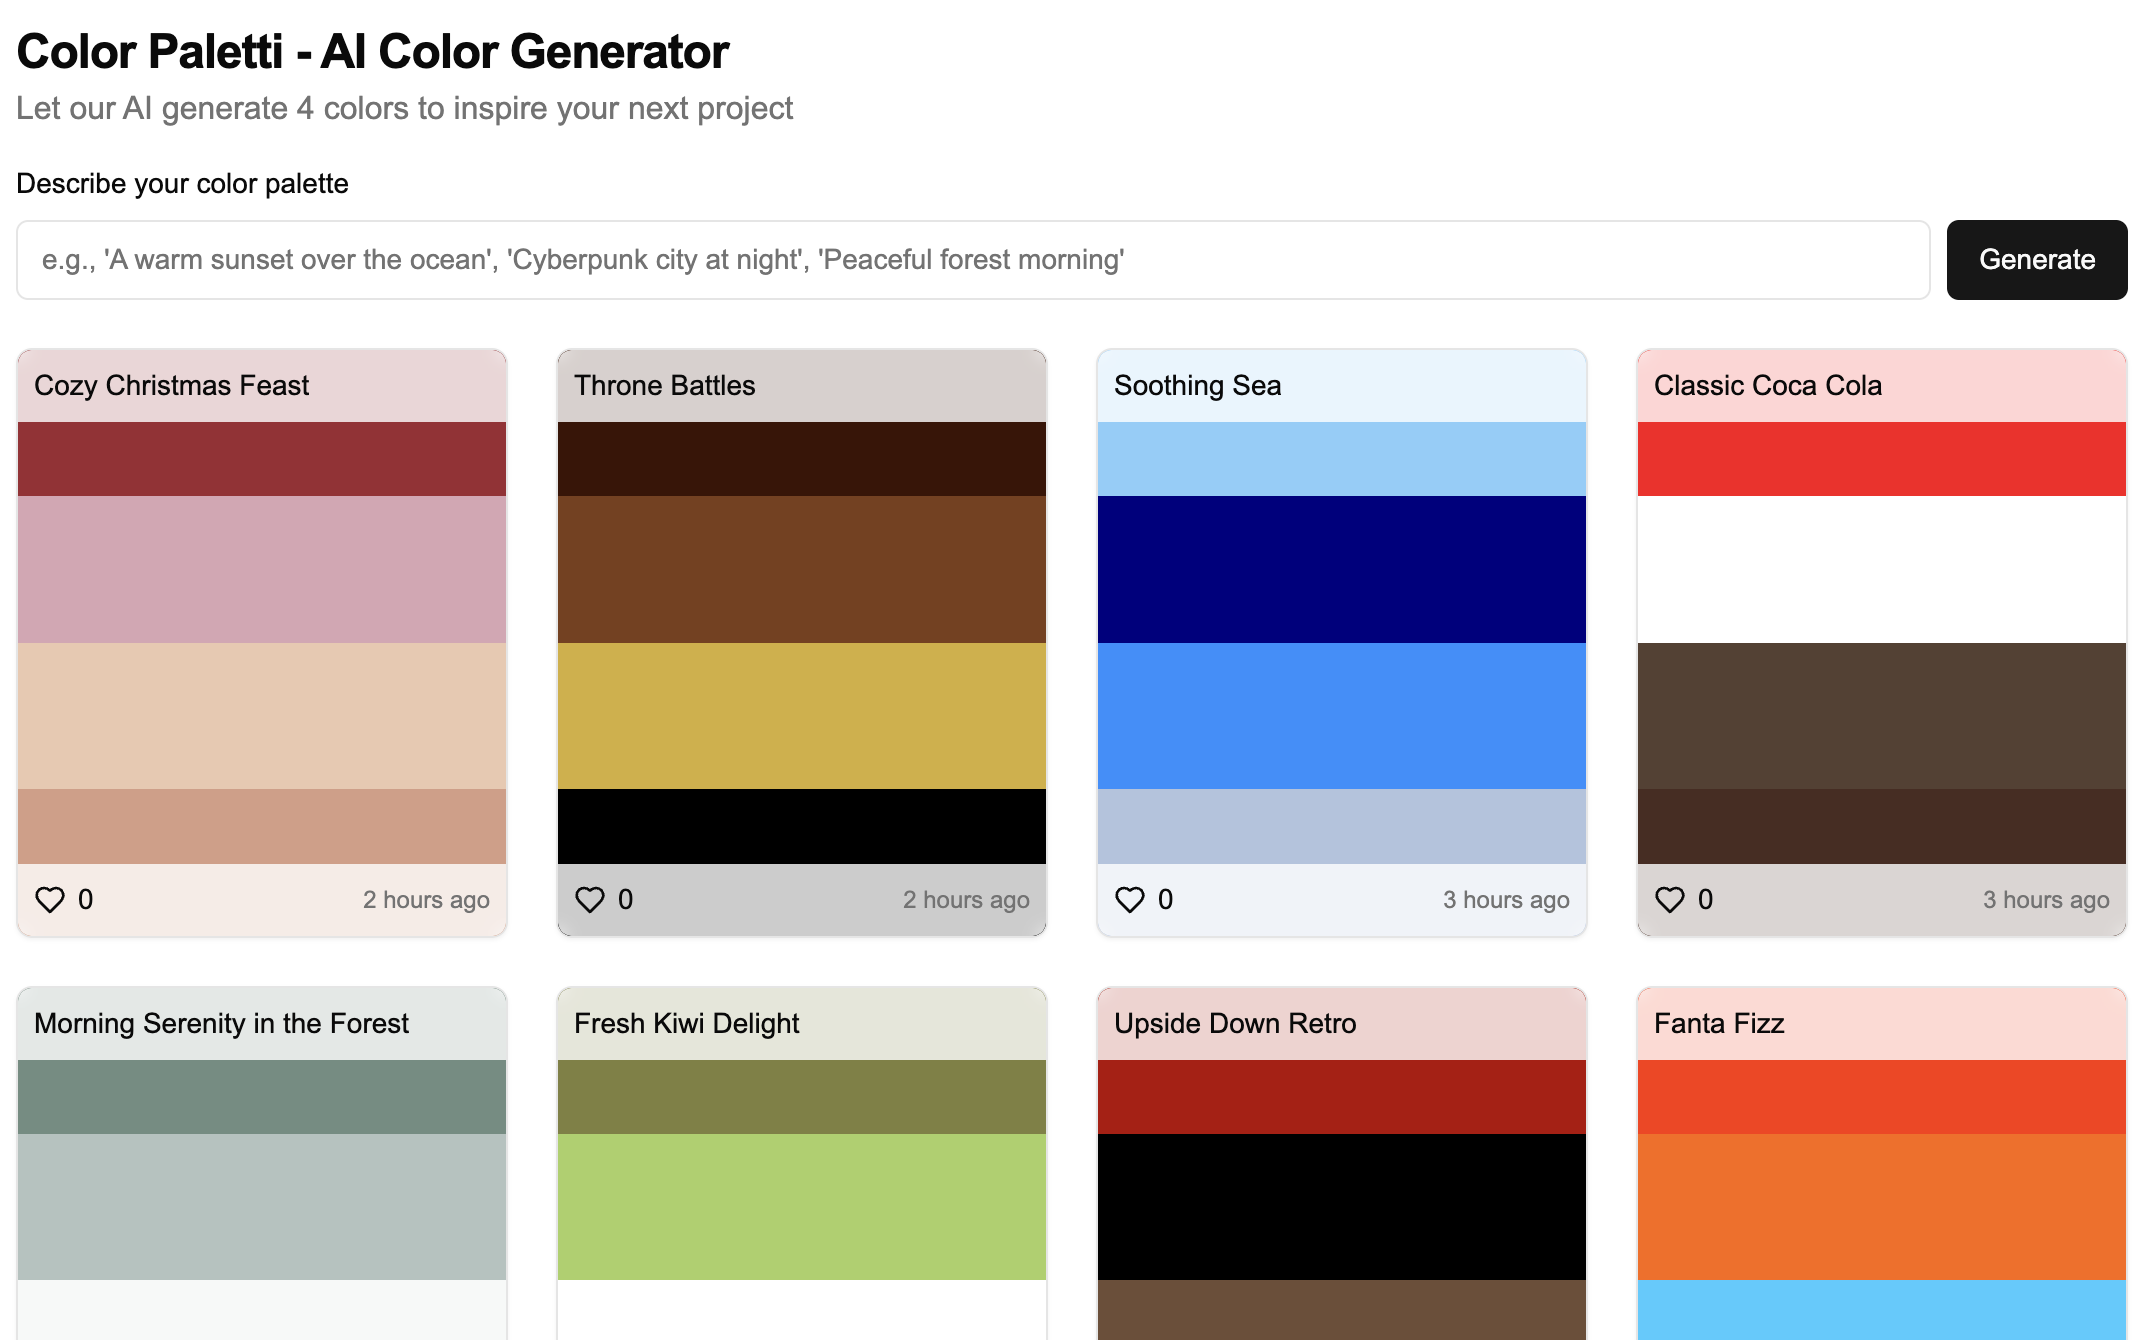 Color Paletti - AI Color Generator
Let our AI generate 4 colors to inspire your next project
Describe your color palette
e.g., 'A warm sunset over the ocean', 'Cyberpunk city at night', 'Peaceful forest morning'
Generate
Cozy Christmas Feast
0
2 hours ago
Throne Battles
0
2 hours ago
Soothing Sea
0
3 hours ago
Classic Coca Cola
0
3 hours ago
Morning Serenity in the Forest
Fresh Kiwi Delight
Upside Down Retro
Fanta Fizz